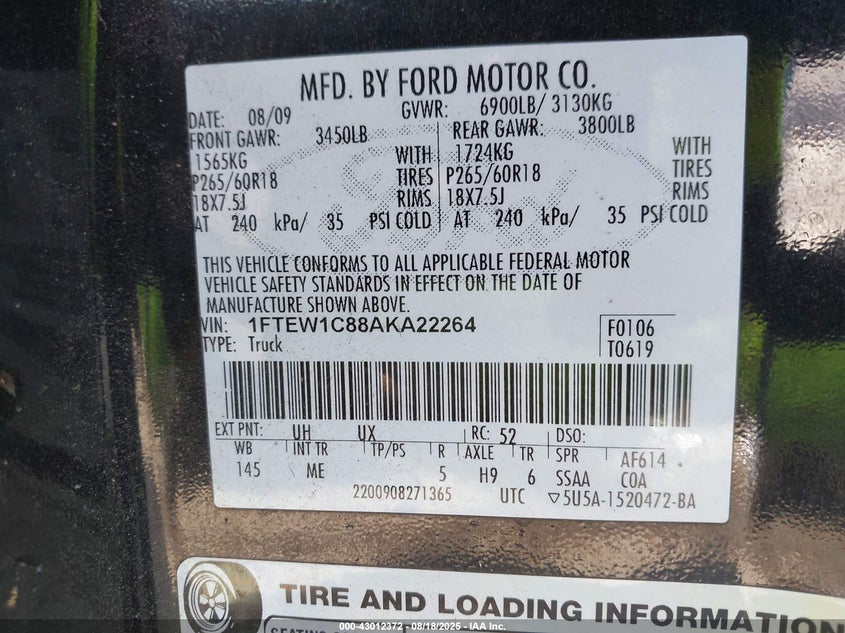 MFD. BY FORD MOTOR CO.
DATE: 08/09 GVWR: 6900LB/ 3130KG
FRONT GAWR: 3450LB REAR GAWR: 3800LB
1565KG WITH 1724KG WITH
P265/60R18 TIRES P265/60R18 TIRES
18X7.5J RIMS 18X7.5J RIMS
AT 240 kPa/ 35 PSI COLD AT 240 kPa/ 35 PSI COLD
THIS VEHICLE CONFORMS TO ALL APPLICABLE FEDERAL MOTOR
VEHICLE SAFETY STANDARDS IN EFFECT ON THE DATE OF
MANUFACTURE SHOWN ABOVE.
VIN: 1FTEW1C88AKA22264 F0106
TYPE: Truck T0619
EXT PNT: UH UX RC: 52 DSO:
WB INT TR TP/PS R AXLE TR SPR AF614
145 ME 5 H9 6 SSAA COA
2200908271365 UTC ▽5U5A-1520472-BA
TIRE AND LOADING INFORMATION
000-43012372 - 08/18/2025 - IAA Inc.